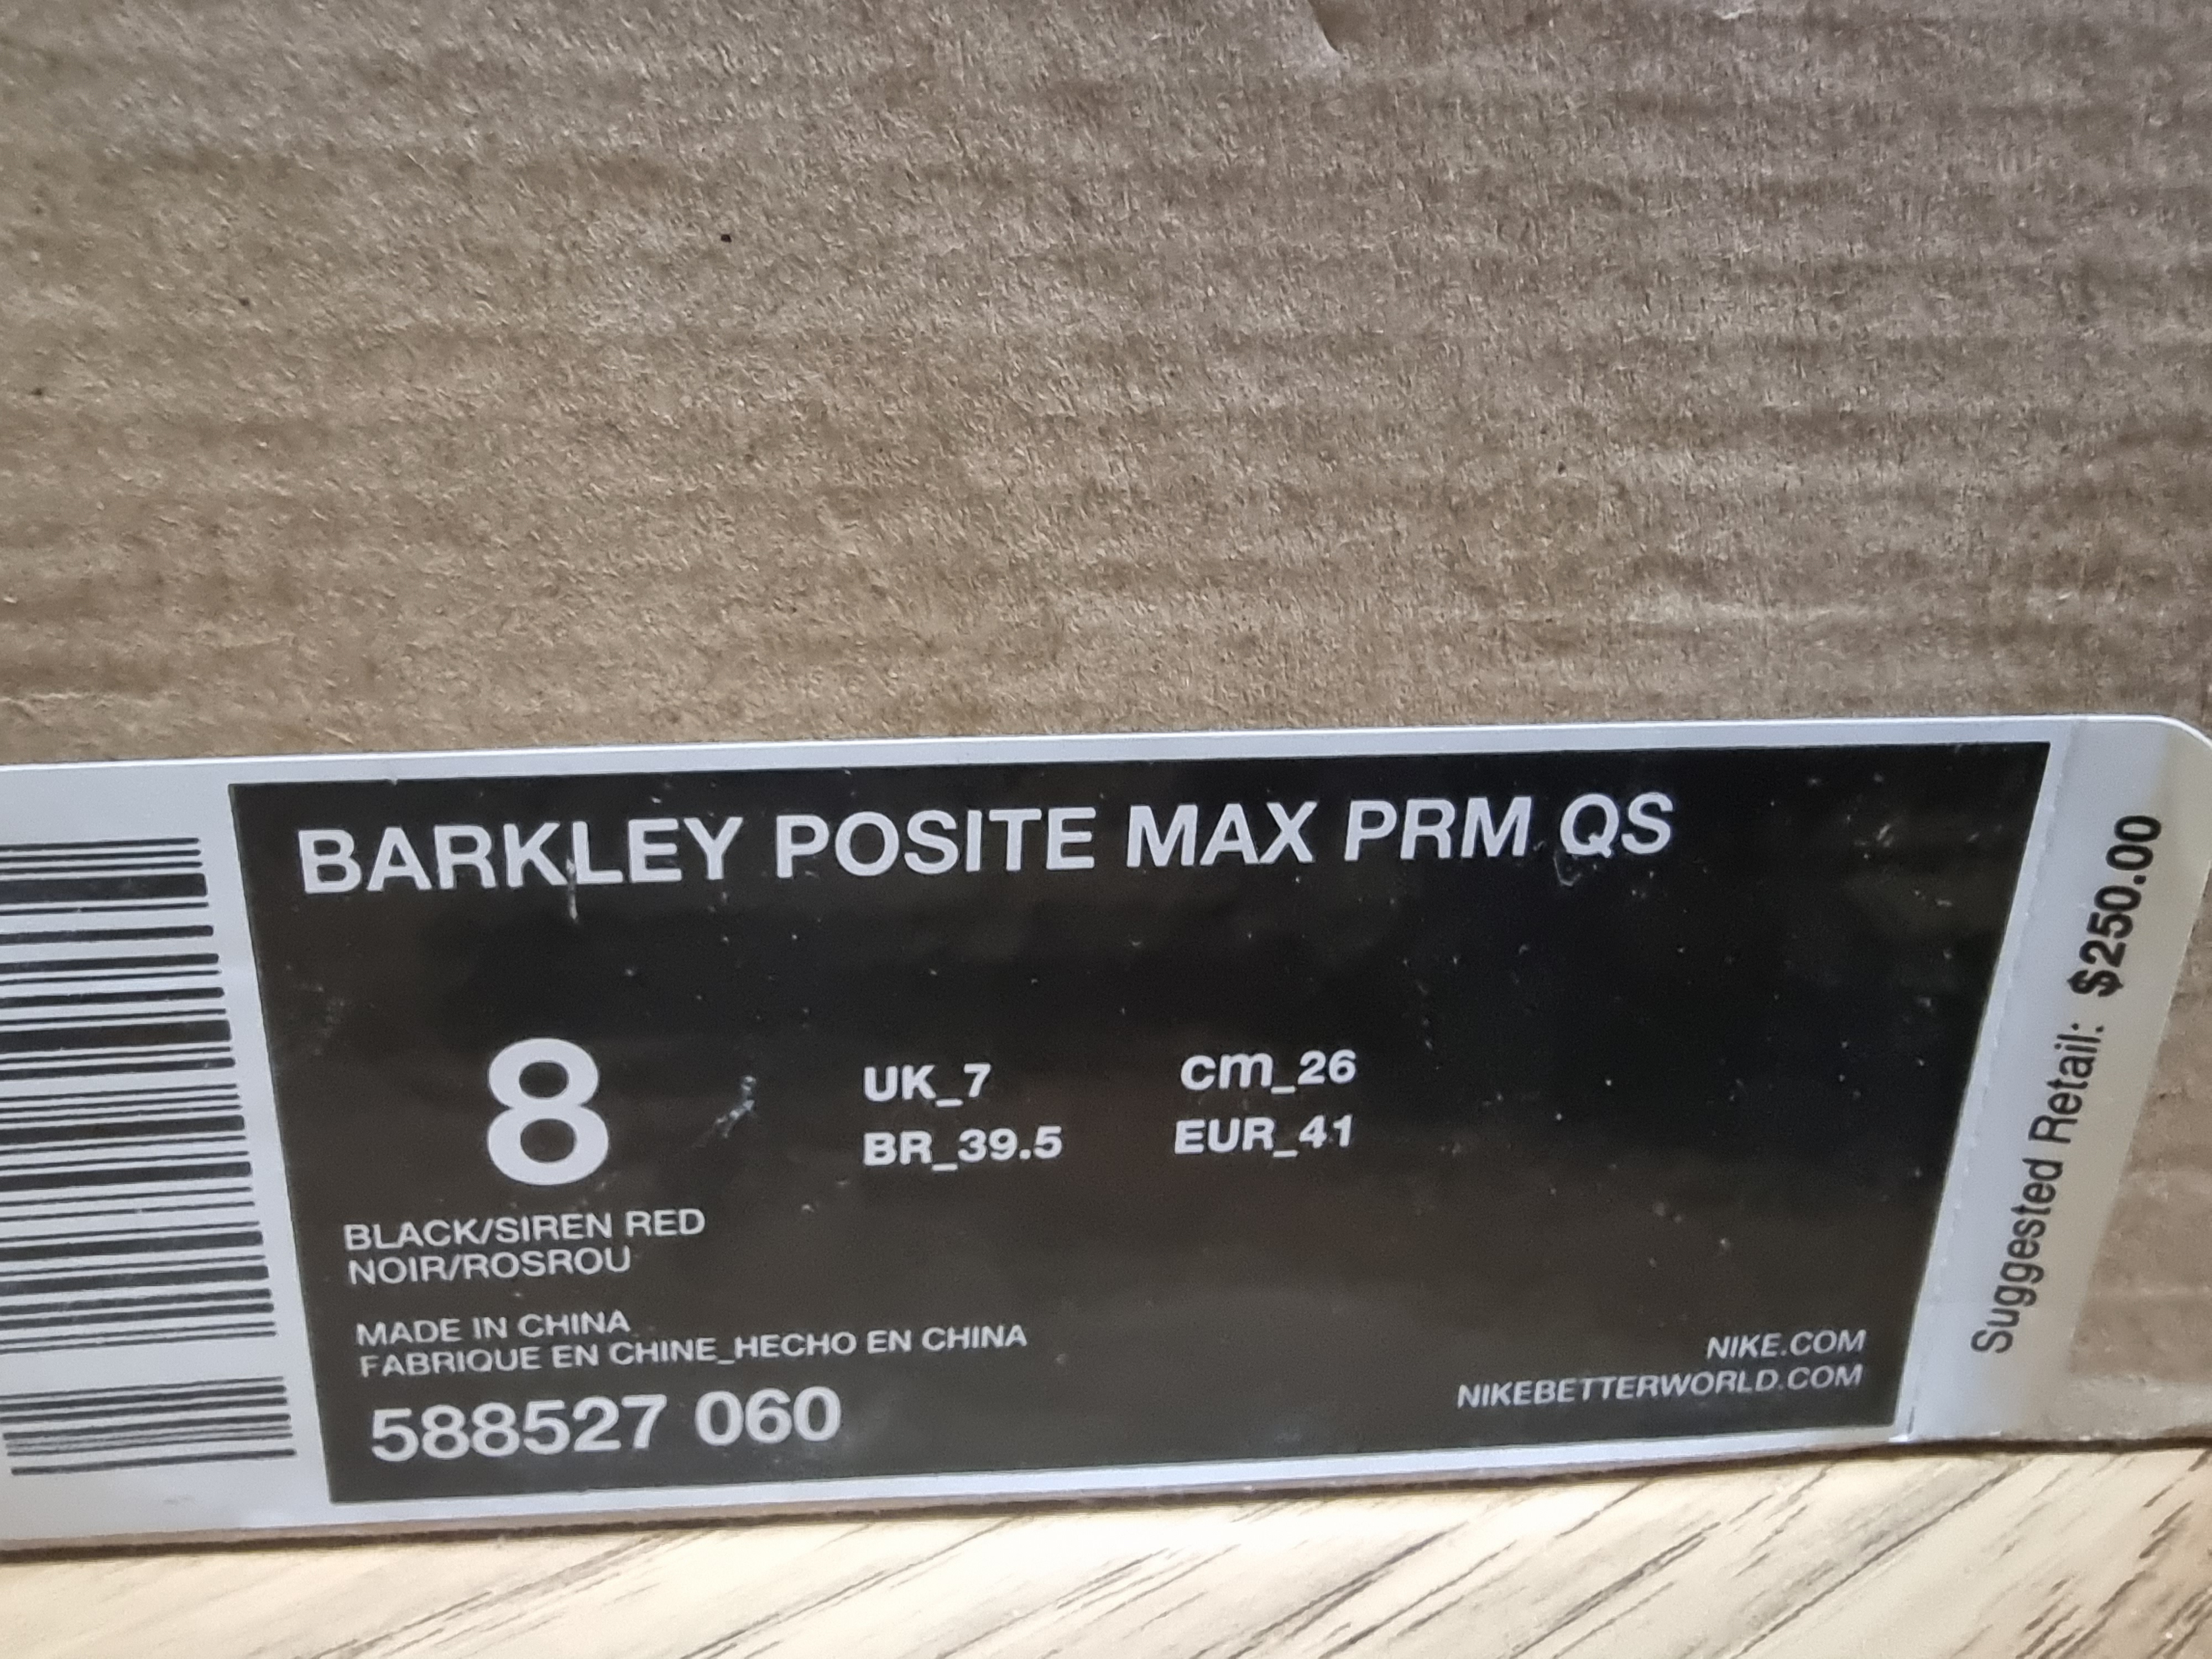 BARKLEY POSITE MAX PRM QS
8
UK_7
cm_26
BR_39.5
EUR_41
BLACK/SIREN RED
NOIR/ROSROU
MADE IN CHINA
FABRIQUE EN CHINE_HECHO EN CHINA
588527 060
NIKE.COM
NIKEBETTERWORLD.COM
Suggested Retail: $250.00